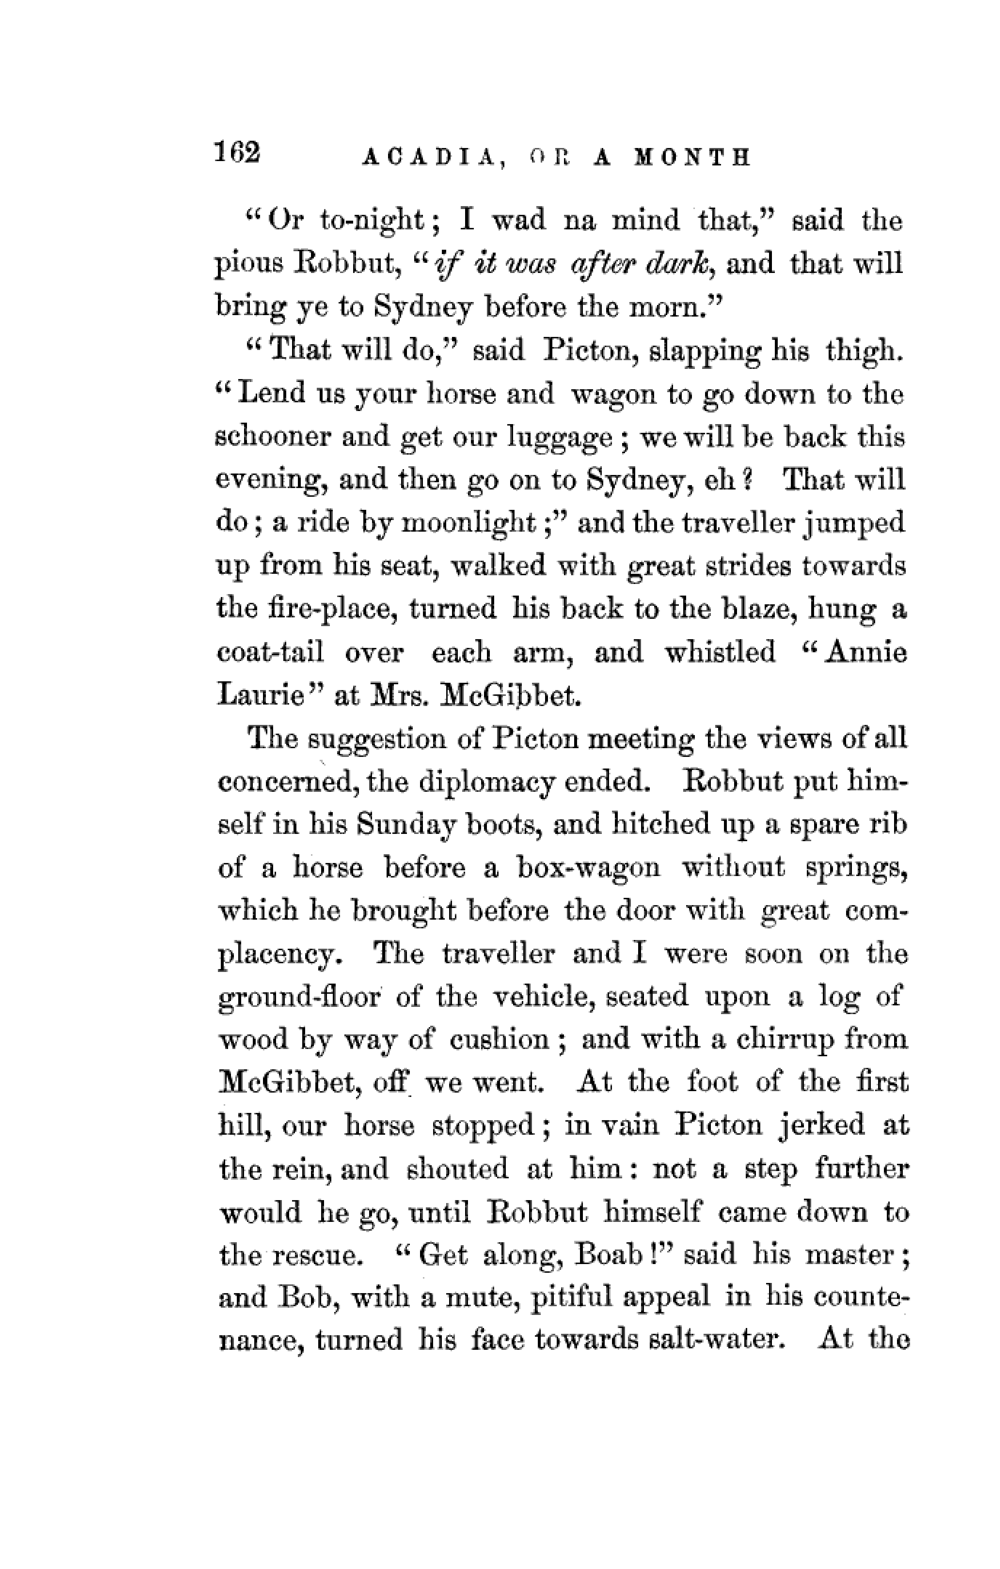 162 ACADIA, OR A MONTH
“Or to-night; I wad na mind that,” said the
pious Robbut, “if it was after dark, and that will
bring ye to Sydney before the morn.”
“That will do,” said Picton, slapping his thigh.
“Lend us your horse and wagon to go down to the
schooner and get our luggage; we will be back this
evening, and then go on to Sydney, eh? That will
do; a ride by moonlight;” and the traveller jumped
up from his seat, walked with great strides towards
the fire-place, turned his back to the blaze, hung a
coat-tail over each arm, and whistled “Annie
Laurie” at Mrs. McGibbet.
The suggestion of Picton meeting the views of all
concerned, the diplomacy ended. Robbut put him-
self in his Sunday boots, and hitched up a spare rib
of a horse before a box-wagon without springs,
which he brought before the door with great com-
placency. The traveller and I were soon on the
ground-floor of the vehicle, seated upon a log of
wood by way of cushion; and with a chirrup from
McGibbet, off we went. At the foot of the first
hill, our horse stopped; in vain Picton jerked at
the rein, and shouted at him: not a step further
would he go, until Robbut himself came down to
the rescue. “Get along, Boab!” said his master;
and Bob, with a mute, pitiful appeal in his counte-
nance, turned his face towards salt-water. At the